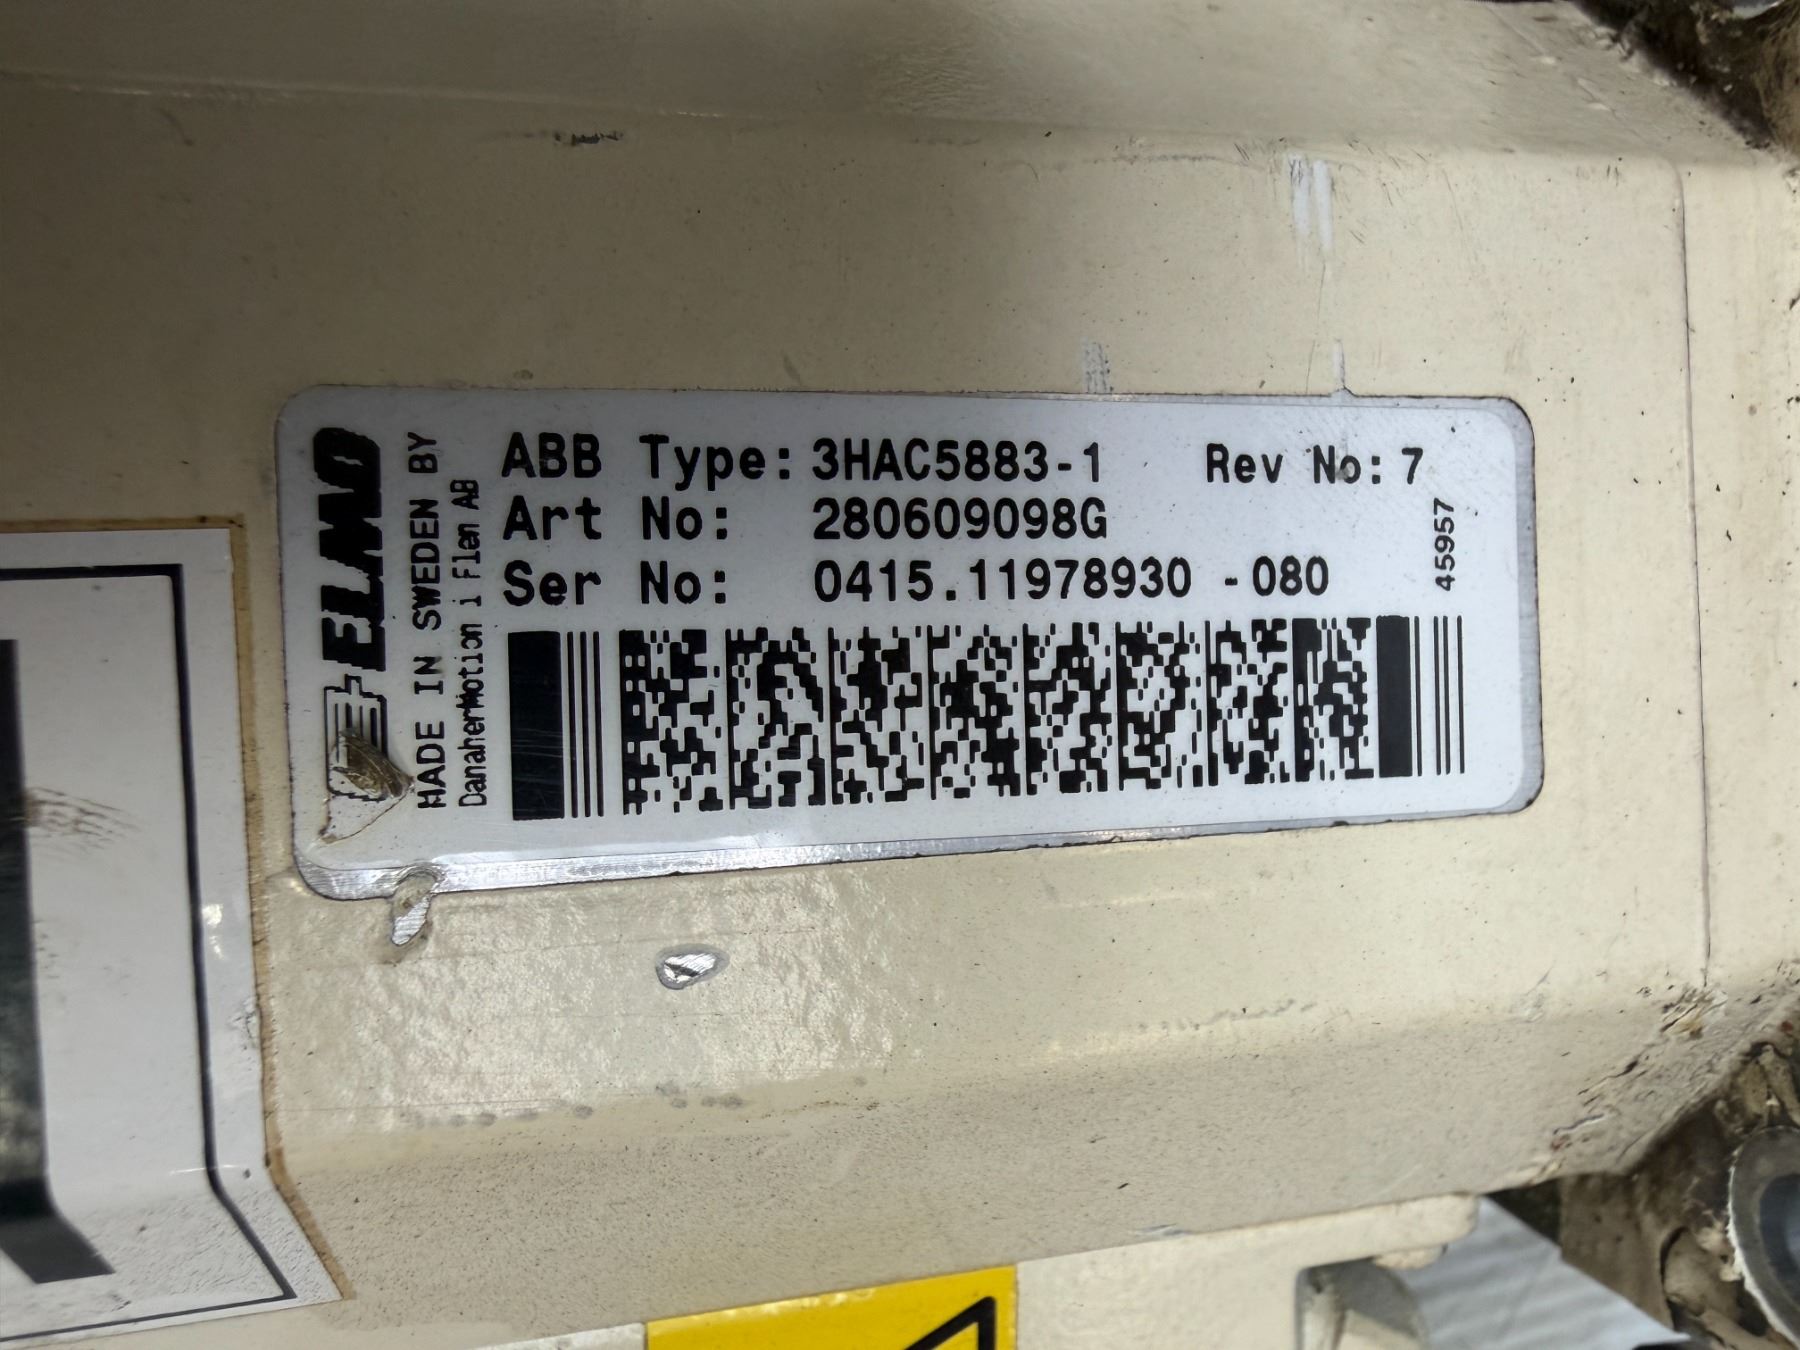 ELMO
MADE IN SWEDEN BY
DanaherMotion i Flen AB
ABB Type: 3HAC5883-1 Rev No: 7
Art No: 280609098G
Ser No: 0415.11978930 -080
45957